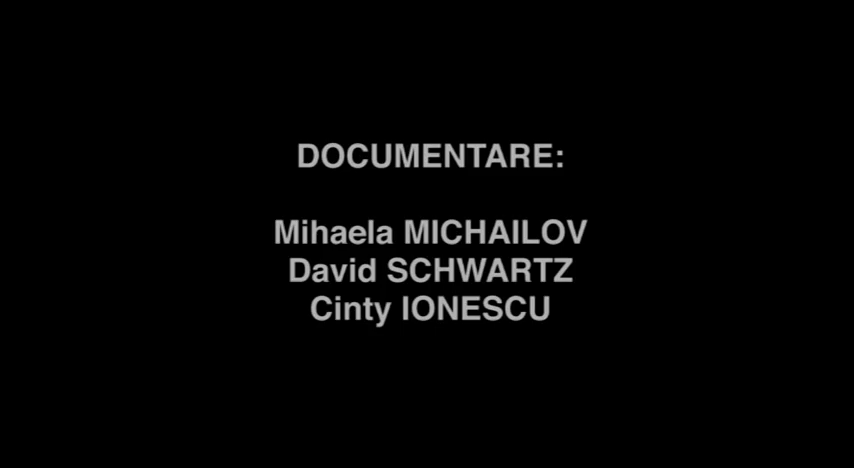 DOCUMENTARE:
Mihaela MICHAILOV
David SCHWARTZ
Cinty IONESCU